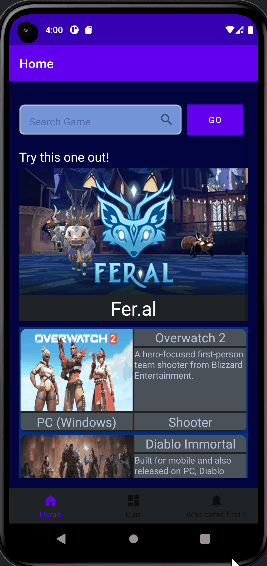 4:00
Home
Search Game
GO
Try this one out!
FERAL
Fer.al
OVERWATCH 2
Overwatch 2
A hero-focused first-person
team shooter from Blizzard
Entertainment.
PC (Windows)
Shooter
Diablo Immortal
Built for mobile and also
released on PC, Diablo
Home